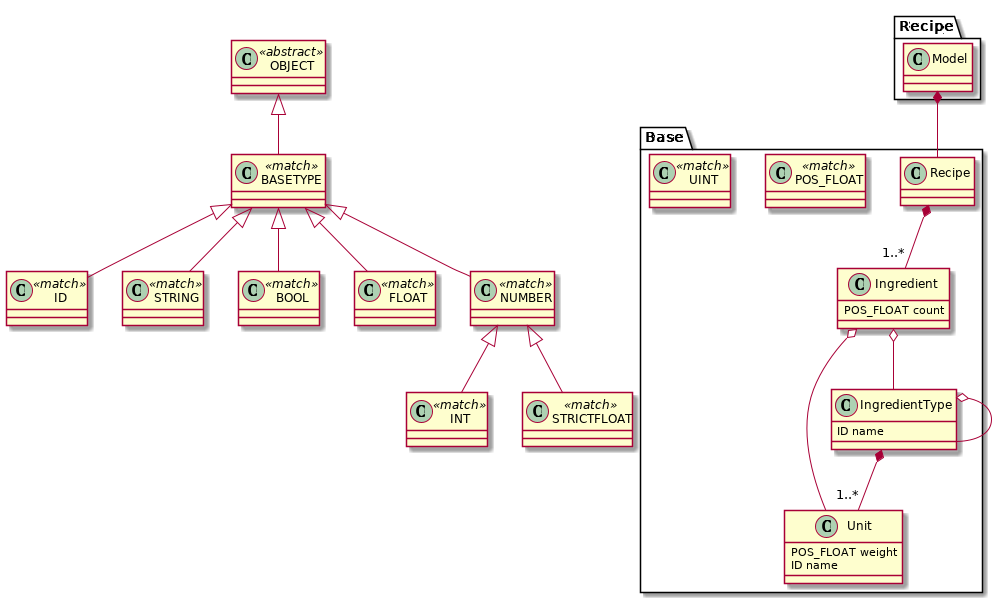 Recipe
C
Model
C
«abstract»
OBJECT
Base
C
«match»
BASETYPE
C
«match»
UINT
C
«match»
POS_FLOAT
C
Recipe
1..*
C
«match»
ID
C
«match»
STRING
C
«match»
BOOL
C
«match»
FLOAT
C
«match»
NUMBER
C
Ingredient
POS_FLOAT count
C
«match»
INT
C
«match»
STRICTFLOAT
C
IngredientType
ID name
1..*
C
Unit
POS_FLOAT weight
ID name